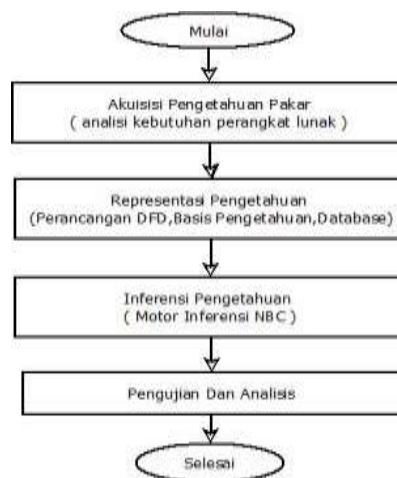 Mulai
Akuisisi Pengetahuan Pakar
( analisi kebutuhan perangkat lunak )
Representasi Pengetahuan
(Perancangan DFD,Basis Pengetahuan,Database)
Inferensi Pengetahuan
( Motor Inferensi NBC )
Pengujian Dan Analisis
Selesai